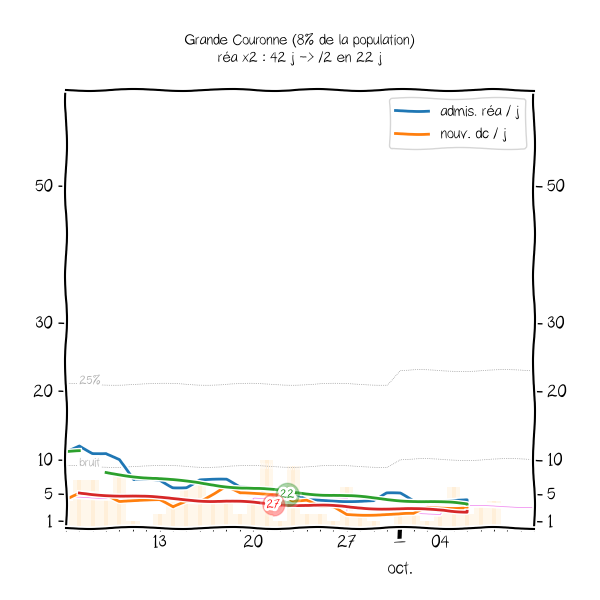 Grande Couronne (8% de la population)
réa x2 : 42 j -> /2 en 22 j
admis. réa / j
nouv. dc / j
50 50
30 30
25%
20 20
bruit
10 10
22
5 5
27
1 1
13 20 27 1 04
oct.